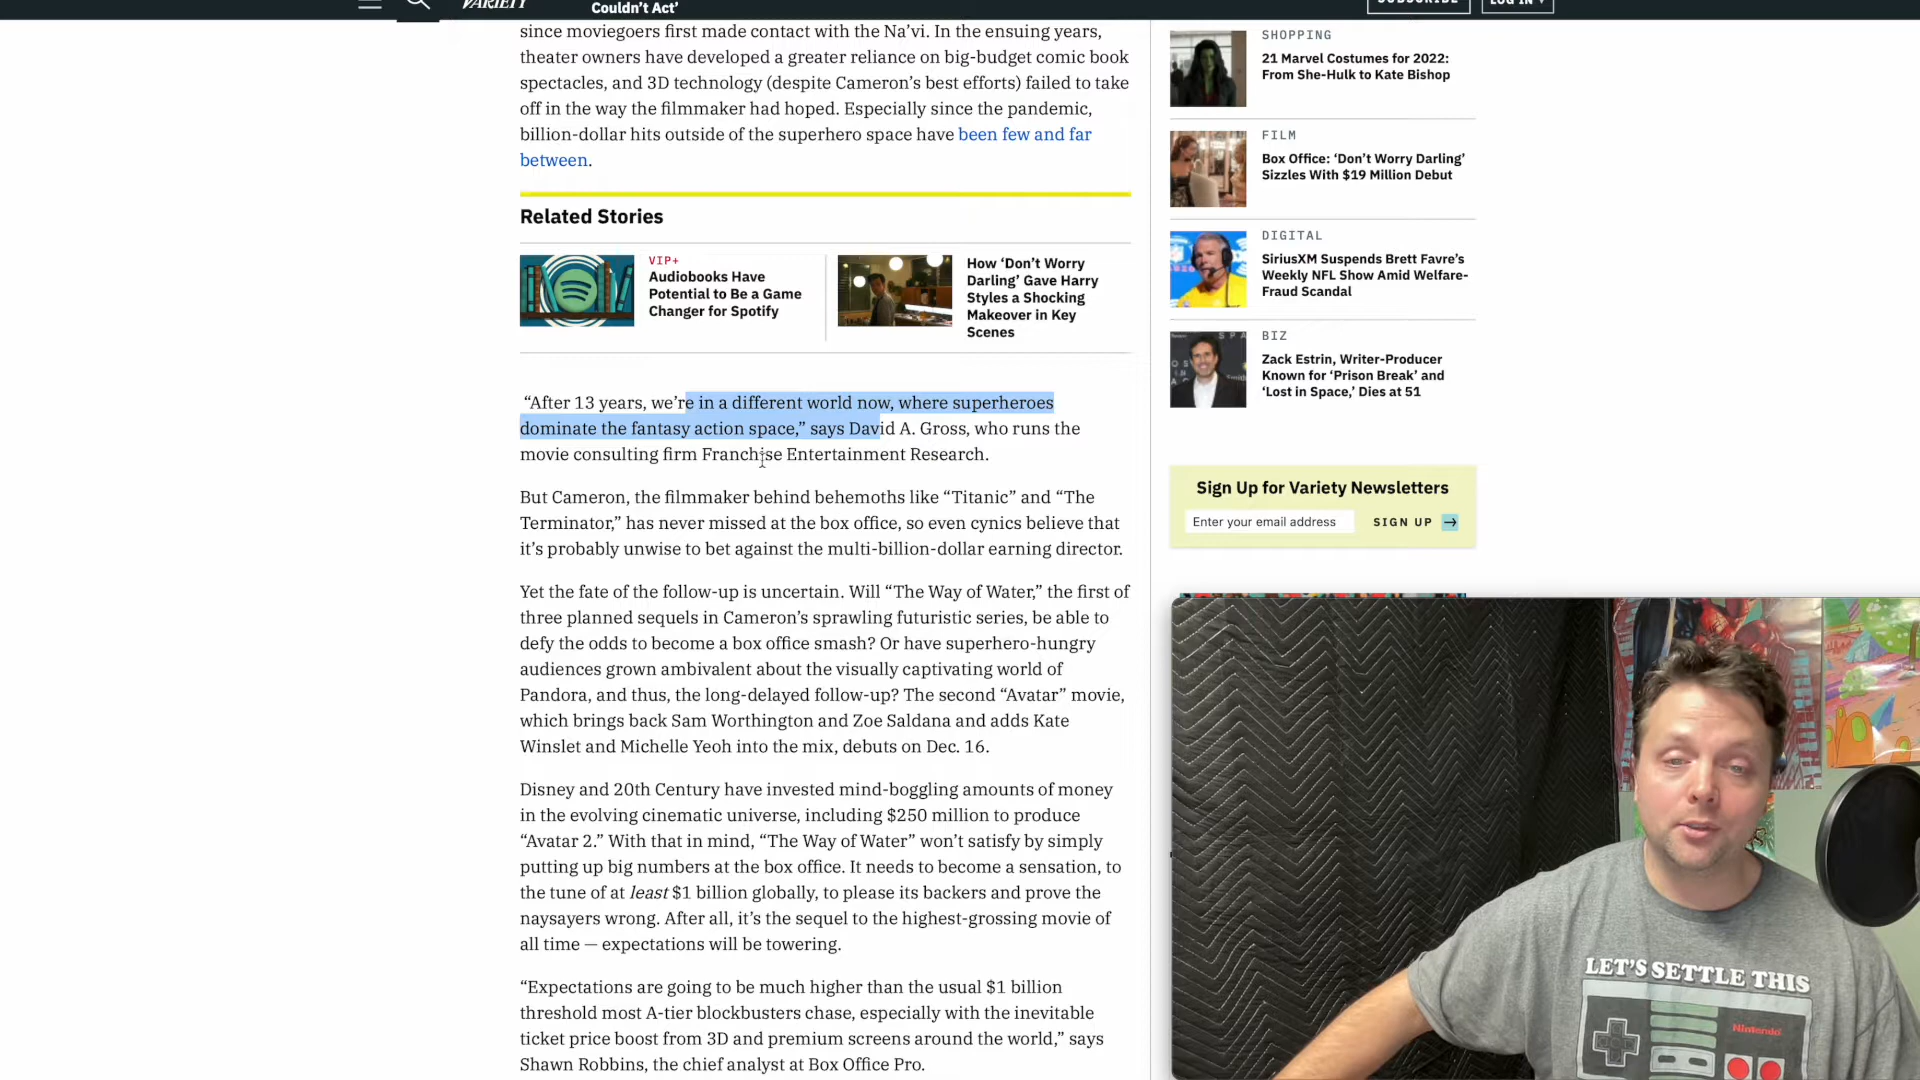 VARIETY
Couldn't Act'
SUBSCRIBE
LOG IN
since moviegoers first made contact with the Na'vi. In the ensuing years,
theater owners have developed a greater reliance on big-budget comic book
spectacles, and 3D technology (despite Cameron's best efforts) failed to take
off in the way the filmmaker had hoped. Especially since the pandemic,
billion-dollar hits outside of the superhero space have been few and far
between.
Related Stories
VIP+
Audiobooks Have
Potential to Be a Game
Changer for Spotify
How 'Don't Worry
Darling' Gave Harry
Styles a Shocking
Makeover in Key
Scenes
“After 13 years, we're in a different world now, where superheroes
dominate the fantasy action space,” says David A. Gross, who runs the
movie consulting firm Franchise Entertainment Research.
But Cameron, the filmmaker behind behemoths like “Titanic” and “The
Terminator,” has never missed at the box office, so even cynics believe that
it's probably unwise to bet against the multi-billion-dollar earning director.
Yet the fate of the follow-up is uncertain. Will “The Way of Water,” the first of
three planned sequels in Cameron's sprawling futuristic series, be able to
defy the odds to become a box office smash? Or have superhero-hungry
audiences grown ambivalent about the visually captivating world of
Pandora, and thus, the long-delayed follow-up? The second “Avatar” movie,
which brings back Sam Worthington and Zoe Saldana and adds Kate
Winslet and Michelle Yeoh into the mix, debuts on Dec. 16.
Disney and 20th Century have invested mind-boggling amounts of money
in the evolving cinematic universe, including $250 million to produce
“Avatar 2.” With that in mind, “The Way of Water” won't satisfy by simply
putting up big numbers at the box office. It needs to become a sensation, to
the tune of at least $1 billion globally, to please its backers and prove the
naysayers wrong. After all, it's the sequel to the highest-grossing movie of
all time — expectations will be towering.
“Expectations are going to be much higher than the usual $1 billion
threshold most A-tier blockbusters chase, especially with the inevitable
ticket price boost from 3D and premium screens around the world,” says
Shawn Robbins, the chief analyst at Box Office Pro.
SHOPPING
21 Marvel Costumes for 2022:
From She-Hulk to Kate Bishop
FILM
Box Office: 'Don't Worry Darling'
Sizzles With $19 Million Debut
DIGITAL
SiriusXM Suspends Brett Favre's
Weekly NFL Show Amid Welfare-
Fraud Scandal
BIZ
Zack Estrin, Writer-Producer
Known for 'Prison Break' and
'Lost in Space,' Dies at 51
Sign Up for Variety Newsletters
Enter your email address
SIGN UP
LET'S SETTLE THIS
Nintendo